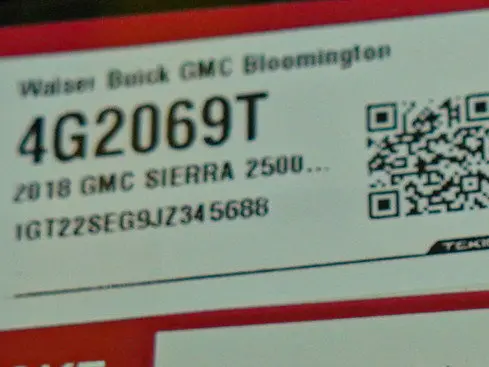 Walser Buick GMC Bloomington
4G2069T
2018 GMC SIERRA 2500...
1GT22SEG9JZ345688